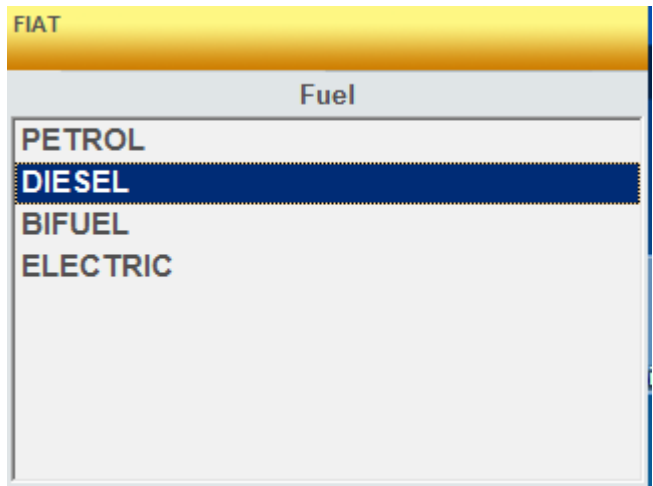 FIAT
Fuel
PETROL
DIESEL
BIFUEL
ELECTRIC